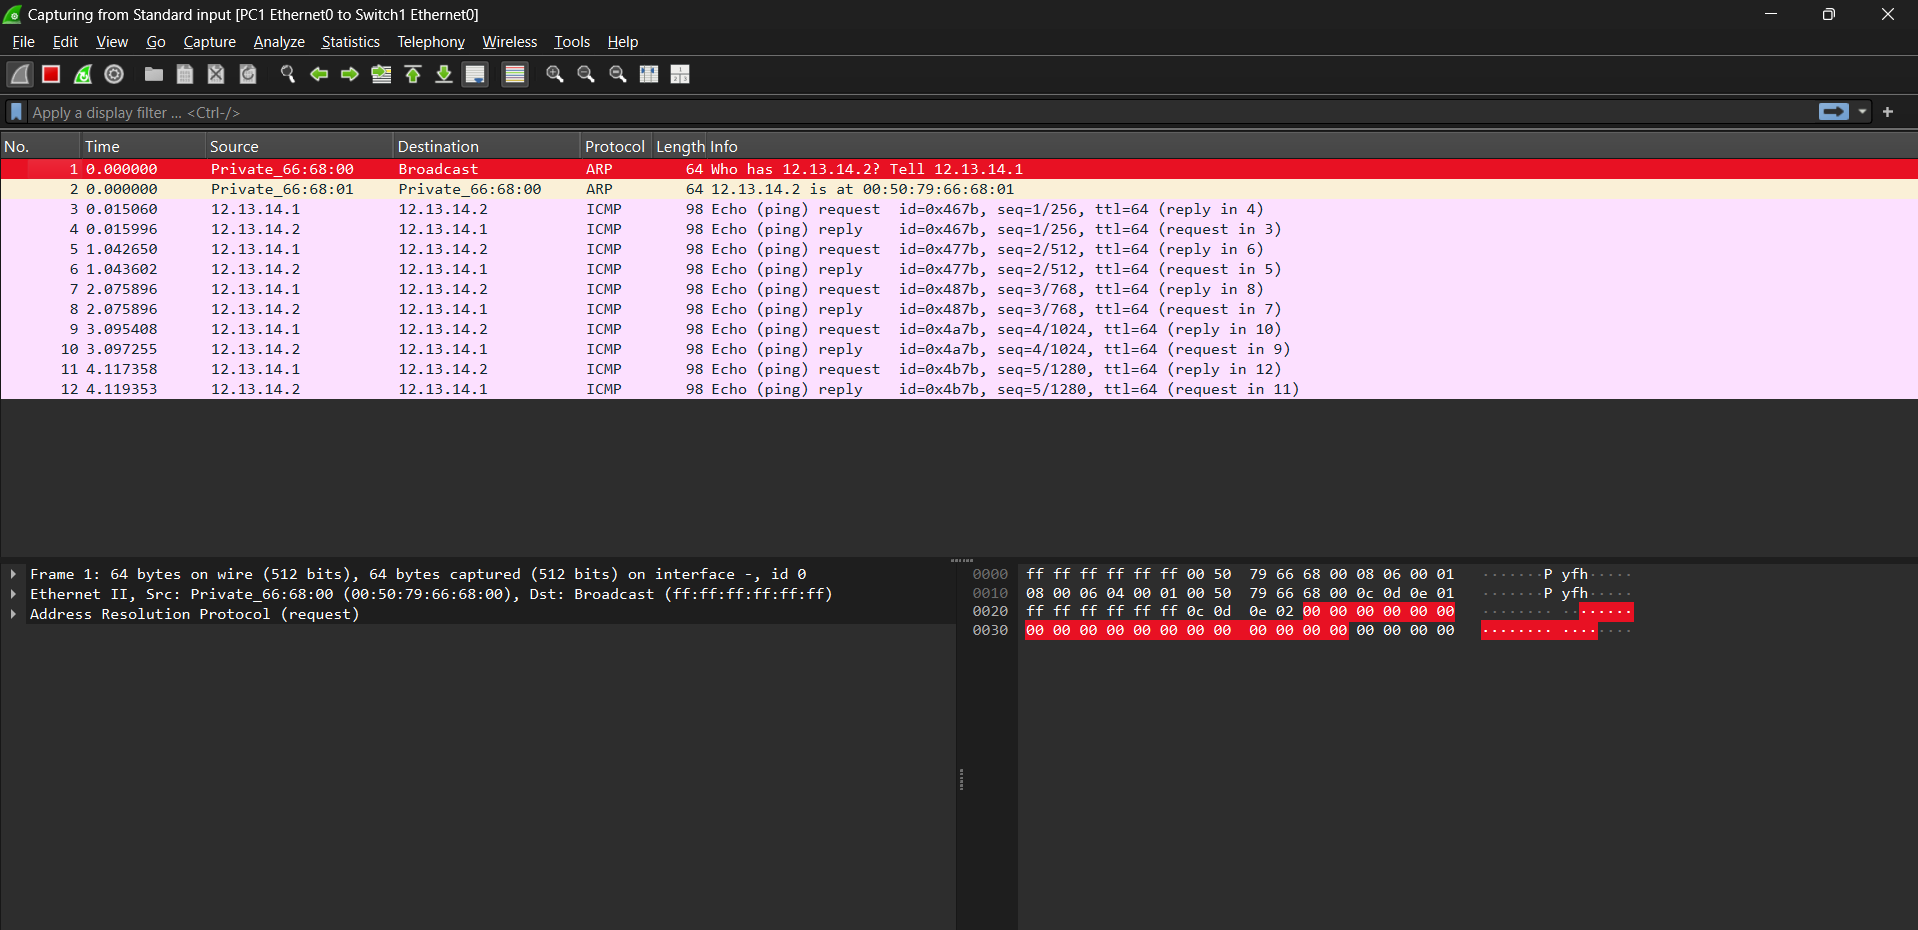 Capturing from Standard input [PC1 Ethernet0 to Switch1 Ethernet0]
File Edit View Go Capture Analyze Statistics Telephony Wireless Tools Help
Apply a display filter ... <Ctrl-/>
No. Time Source Destination Protocol Length Info
1 0.000000 Private_66:68:00 Broadcast ARP 64 Who has 12.13.14.2? Tell 12.13.14.1
2 0.000000 Private_66:68:01 Private_66:68:00 ARP 64 12.13.14.2 is at 00:50:79:66:68:01
3 0.015060 12.13.14.1 12.13.14.2 ICMP 98 Echo (ping) request id=0x467b, seq=1/256, ttl=64 (reply in 4)
4 0.015996 12.13.14.2 12.13.14.1 ICMP 98 Echo (ping) reply id=0x467b, seq=1/256, ttl=64 (request in 3)
5 1.042650 12.13.14.1 12.13.14.2 ICMP 98 Echo (ping) request id=0x477b, seq=2/512, ttl=64 (reply in 6)
6 1.043602 12.13.14.2 12.13.14.1 ICMP 98 Echo (ping) reply id=0x477b, seq=2/512, ttl=64 (request in 5)
7 2.075896 12.13.14.1 12.13.14.2 ICMP 98 Echo (ping) request id=0x487b, seq=3/768, ttl=64 (reply in 8)
8 2.075896 12.13.14.2 12.13.14.1 ICMP 98 Echo (ping) reply id=0x487b, seq=3/768, ttl=64 (request in 7)
9 3.095408 12.13.14.1 12.13.14.2 ICMP 98 Echo (ping) request id=0x4a7b, seq=4/1024, ttl=64 (reply in 10)
10 3.097255 12.13.14.2 12.13.14.1 ICMP 98 Echo (ping) reply id=0x4a7b, seq=4/1024, ttl=64 (request in 9)
11 4.117358 12.13.14.1 12.13.14.2 ICMP 98 Echo (ping) request id=0x4b7b, seq=5/1280, ttl=64 (reply in 12)
12 4.119353 12.13.14.2 12.13.14.1 ICMP 98 Echo (ping) reply id=0x4b7b, seq=5/1280, ttl=64 (request in 11)
Frame 1: 64 bytes on wire (512 bits), 64 bytes captured (512 bits) on interface -, id 0
Ethernet II, Src: Private_66:68:00 (00:50:79:66:68:00), Dst: Broadcast (ff:ff:ff:ff:ff:ff)
Address Resolution Protocol (request)
0000 ff ff ff ff ff ff 00 50 79 66 68 00 08 06 00 01 ·······P yfh·····
0010 08 00 06 04 00 01 00 50 79 66 68 00 0c 0d 0e 01 ·······P yfh·····
0020 ff ff ff ff ff ff 0c 0d 0e 02 00 00 00 00 00 00 ········ ········
0030 00 00 00 00 00 00 00 00 00 00 00 00 00 00 00 00 ········ ········